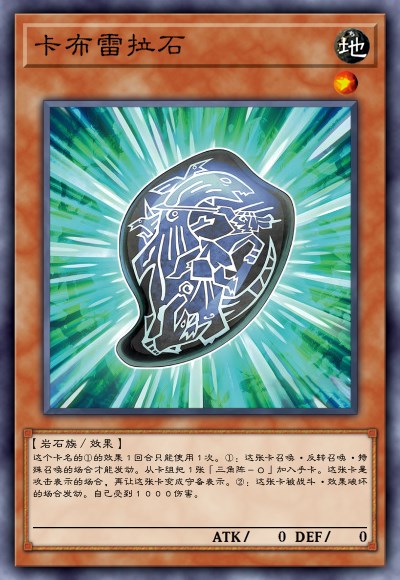 卡布雷拉石
地
【岩石族／效果】
这个卡名的①的效果1回合只能使用1次。①：这张卡召唤·反转召唤·特
殊召唤的场合才能发动。从卡组把1张「三角阵－O」加入手卡。这张卡是
攻击表示的场合，再让这张卡变成守备表示。②：这张卡被战斗·效果破坏
的场合发动。自己受到1000伤害。
ATK/ 0 DEF/ 0